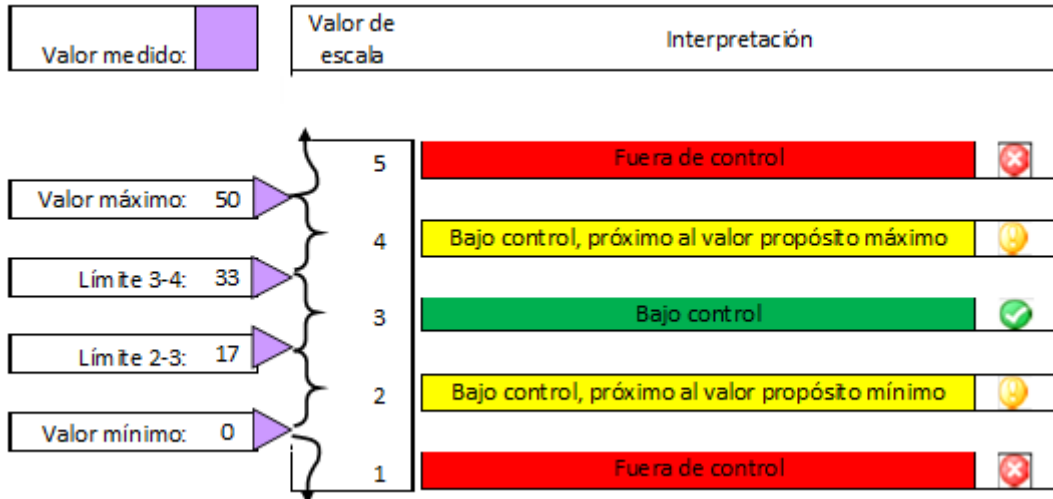 Valor medido:
Valor de
escala
Interpretación
5
Fuera de control
Valor máximo: 50
4
Bajo control, próximo al valor propósito máximo
Límite 3-4: 33
3
Bajo control
Límite 2-3: 17
2
Bajo control, próximo al valor propósito mínimo
Valor mínimo: 0
1
Fuera de control